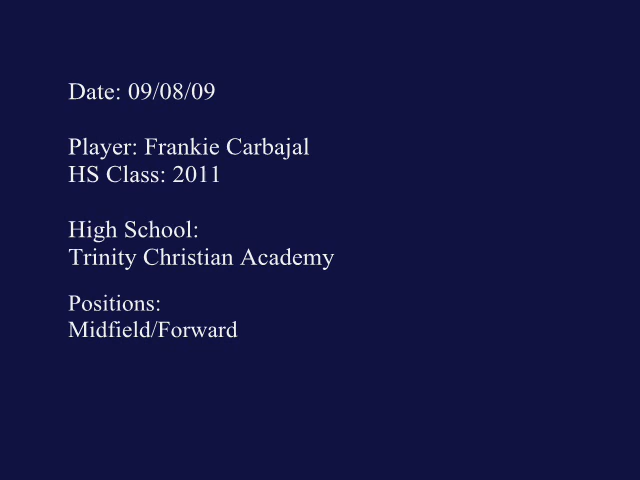 Date: 09/08/09
Player: Frankie Carbajal
HS Class: 2011
High School:
Trinity Christian Academy
Positions:
Midfield/Forward